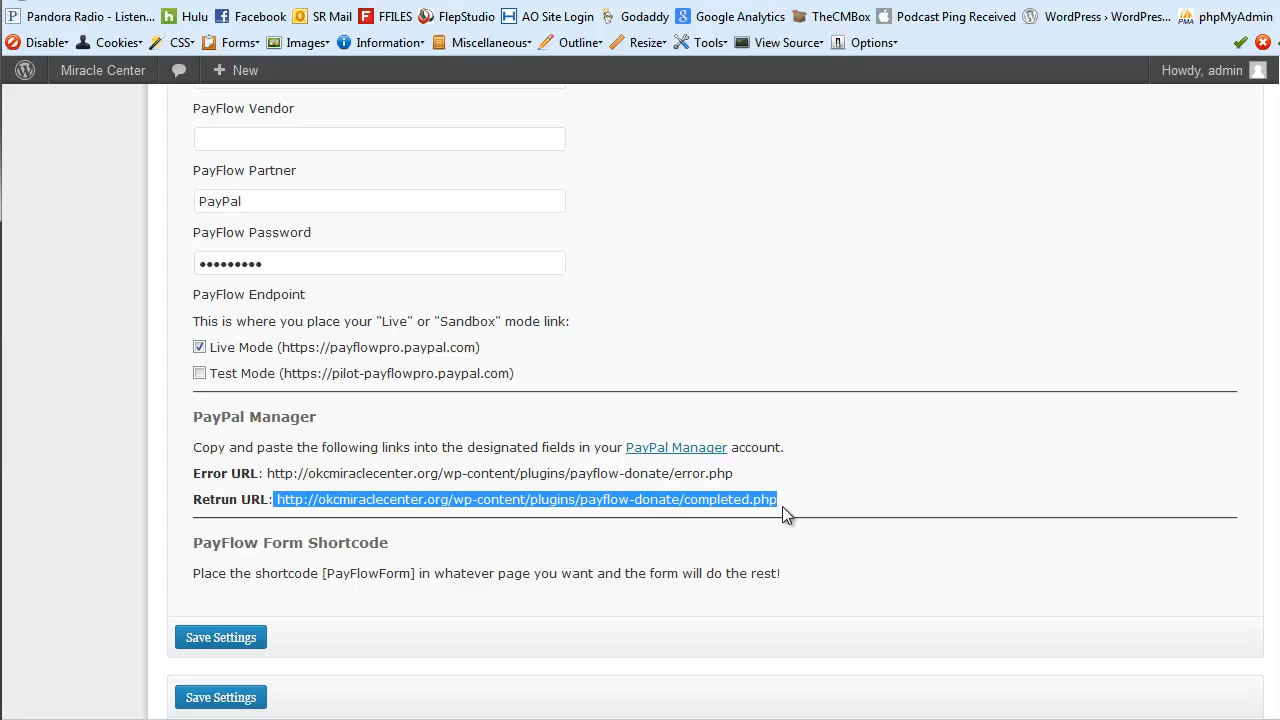 Pandora Radio - Listen... Hulu Facebook SR Mail FFILES FlepStudio AO Site Login Godaddy Google Analytics TheCMB Podcast Ping Received WordPress › WordPress... phpMyAdmin
Disable Cookies CSS Forms Images Information Miscellaneous Outline Resize Tools View Source Options
Miracle Center New Howdy, admin
PayFlow Vendor
PayFlow Partner
PayPal
PayFlow Password
•••••••••
PayFlow Endpoint
This is where you place your "Live" or "Sandbox" mode link:
Live Mode (https://payflowpro.paypal.com)
Test Mode (https://pilot-payflowpro.paypal.com)
PayPal Manager
Copy and paste the following links into the designated fields in your PayPal Manager account.
Error URL: http://okcmiraclecenter.org/wp-content/plugins/payflow-donate/error.php
Retrun URL: http://okcmiraclecenter.org/wp-content/plugins/payflow-donate/completed.php
PayFlow Form Shortcode
Place the shortcode [PayFlowForm] in whatever page you want and the form will do the rest!
Save Settings
Save Settings